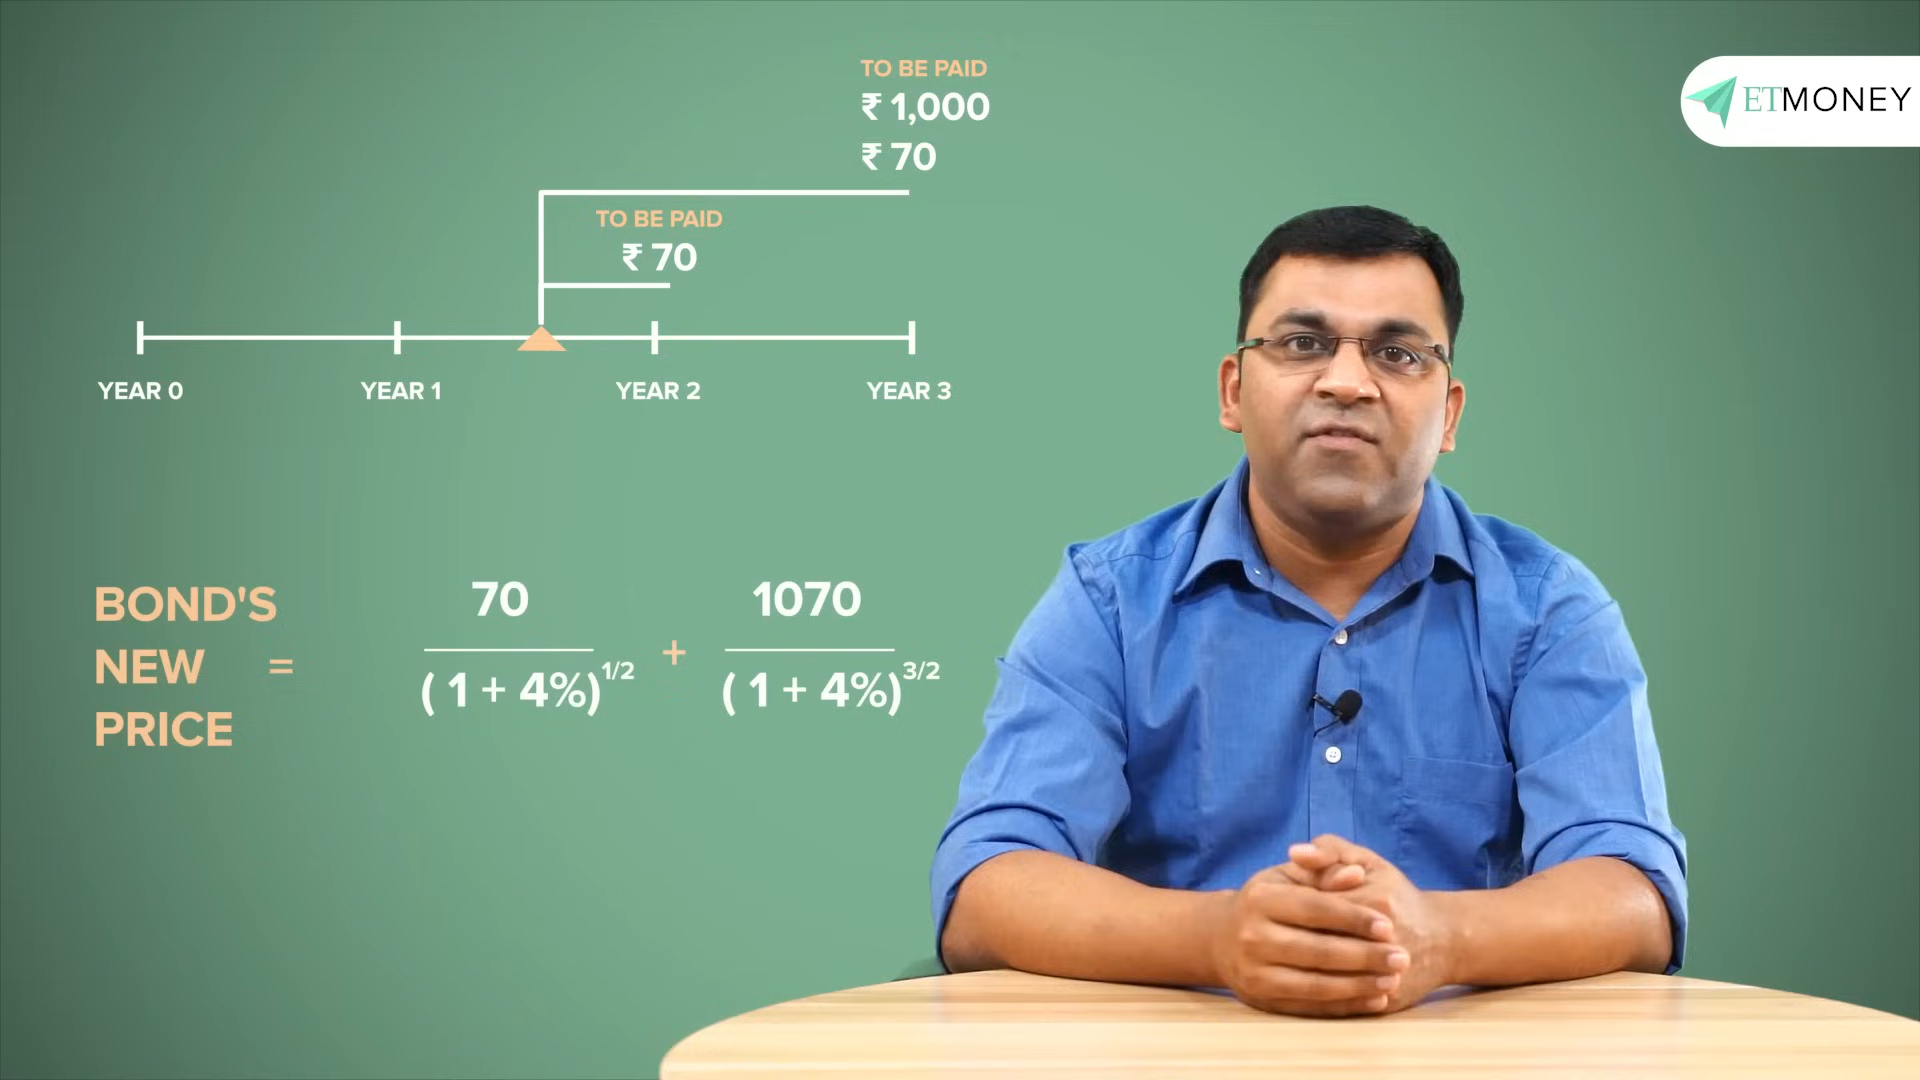 TO BE PAID
₹ 1,000
₹ 70
TO BE PAID
₹ 70
YEAR 0 YEAR 1 YEAR 2 YEAR 3
BOND'S
NEW =
PRICE
70
(1 + 4%)^1/2
+
1070
(1 + 4%)^3/2
ETMONEY